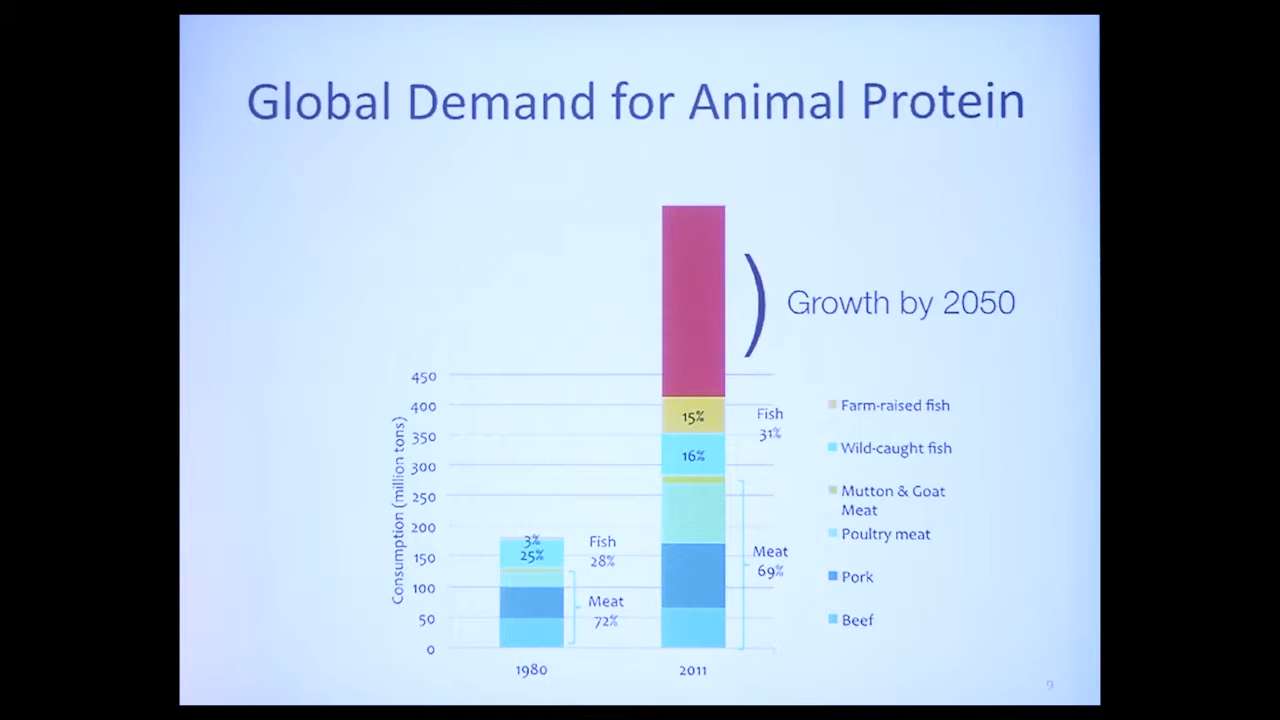 Global Demand for Animal Protein
Growth by 2050
Consumption (million tons)
450
400
350
300
250
200
150
100
50
0
3%
25%
Fish
28%
Meat
72%
1980
15%
16%
Fish
31%
Meat
69%
2011
Farm-raised fish
Wild-caught fish
Mutton & Goat
Meat
Poultry meat
Pork
Beef
9